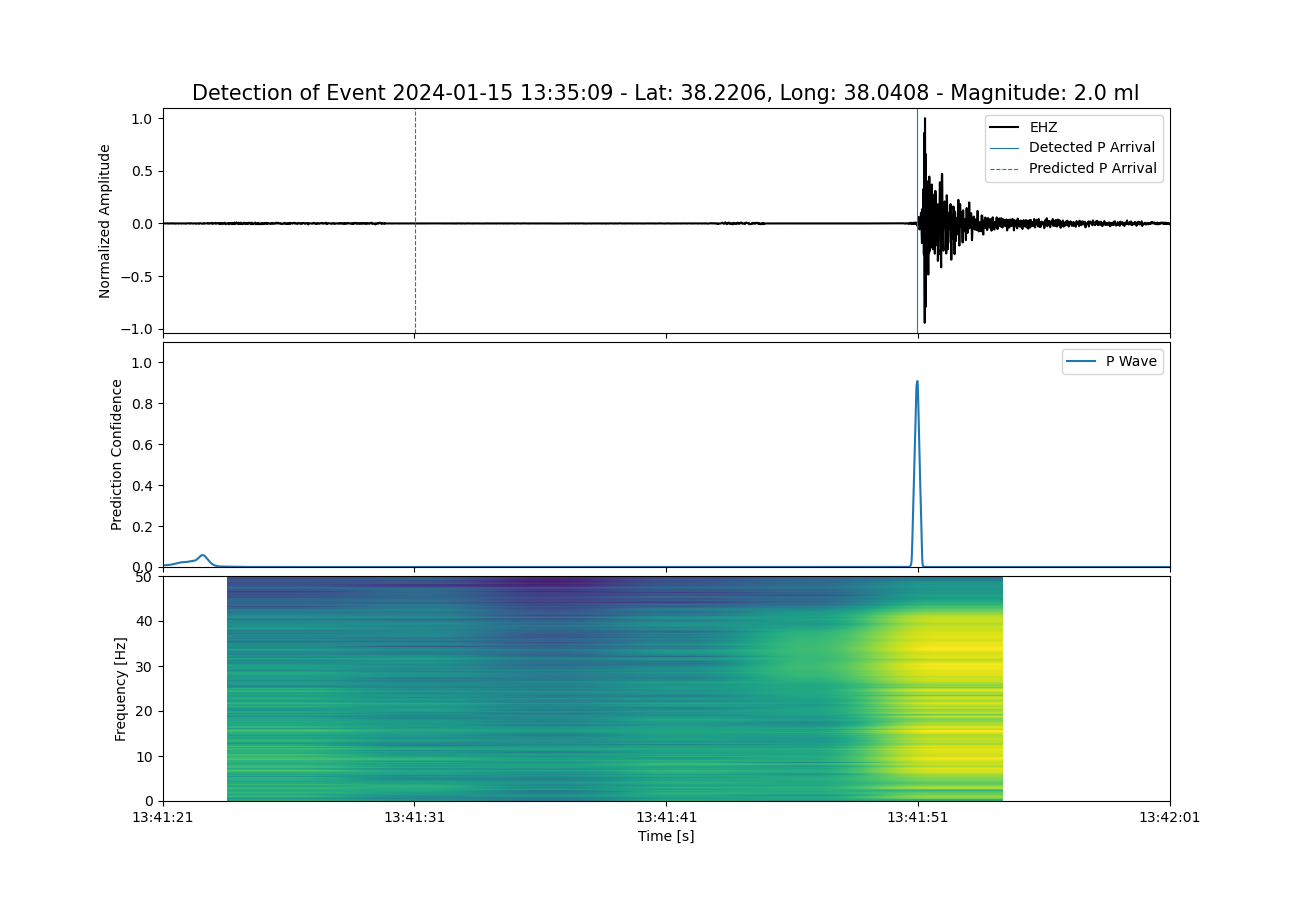 Detection of Event 2024-01-15 13:35:09 - Lat: 38.2206, Long: 38.0408 - Magnitude: 2.0 ml
Normalized Amplitude
1.0
0.5
0.0
−0.5
−1.0
EHZ
Detected P Arrival
Predicted P Arrival
Prediction Confidence
1.0
0.8
0.6
0.4
0.2
0.0
P Wave
Frequency [Hz]
50
40
30
20
10
0
13:41:21
13:41:31
13:41:41
13:41:51
13:42:01
Time [s]